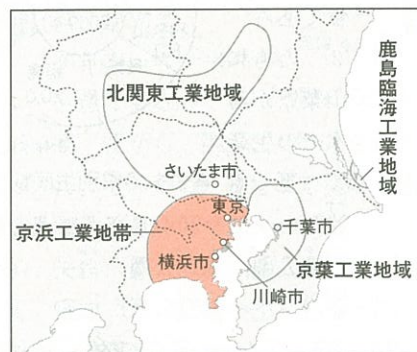 北関東工業地域
鹿島臨海工業地域
さいたま市
東京
京浜工業地帯
千葉市
横浜市
京葉工業地域
川崎市